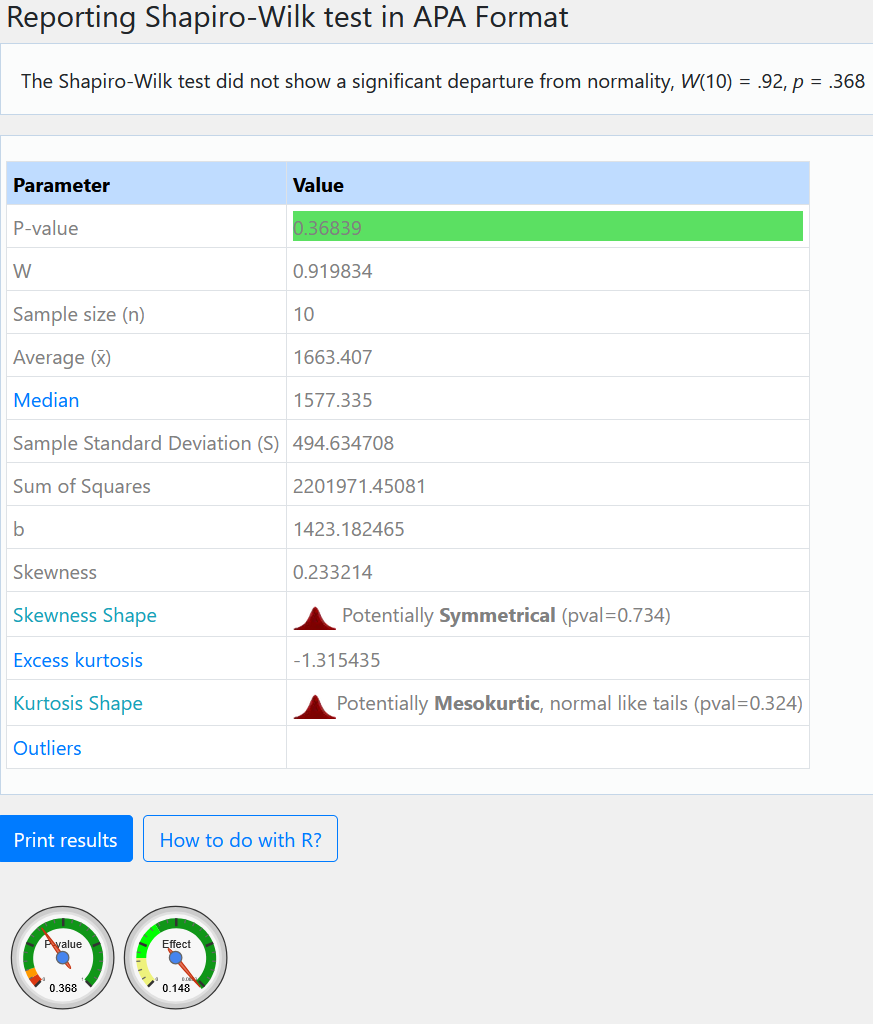 Reporting Shapiro-Wilk test in APA Format
The Shapiro-Wilk test did not show a significant departure from normality, W(10) = .92, p = .368
Parameter Value
P-value 0.36839
W 0.919834
Sample size (n) 10
Average (x̄) 1663.407
Median 1577.335
Sample Standard Deviation (S) 494.634708
Sum of Squares 2201971.45081
b 1423.182465
Skewness 0.233214
Skewness Shape Potentially Symmetrical (pval=0.734)
Excess kurtosis -1.315435
Kurtosis Shape Potentially Mesokurtic, normal like tails (pval=0.324)
Outliers
Print results How to do with R?
P-value Effect
0.368 0.148